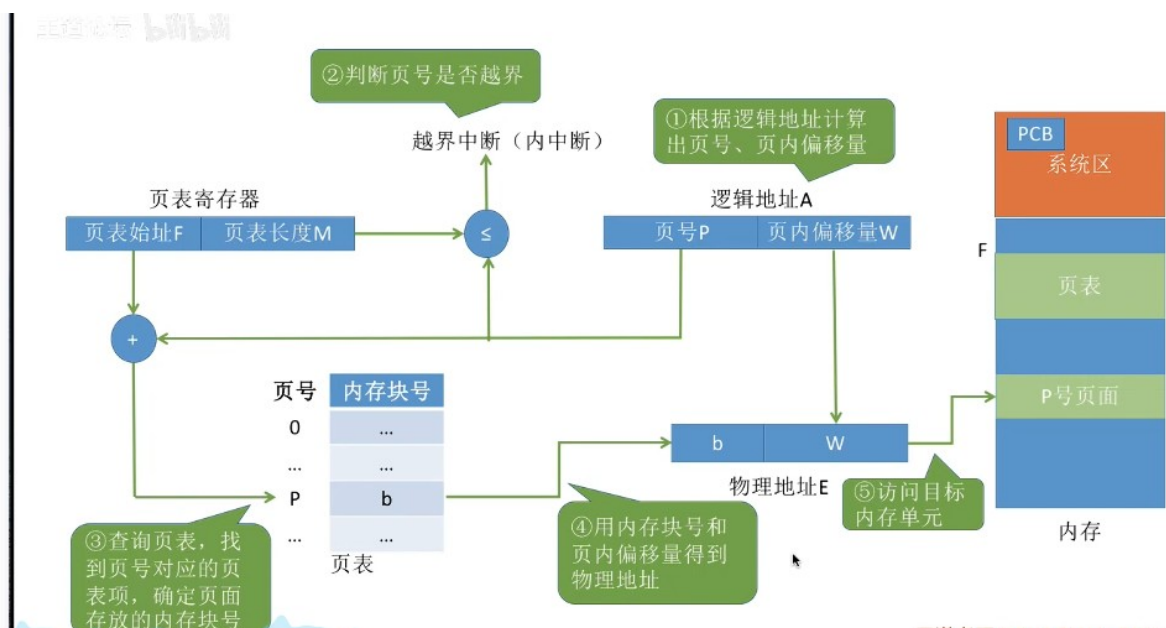 ②判断页号是否越界
越界中断（内中断）
①根据逻辑地址计算
出页号、页内偏移量
PCB
系统区
页表寄存器
页表始址F
页表长度M
≤
逻辑地址A
页号P
页内偏移量W
F
页表
+
页号
内存块号
0
...
...
...
P
b
...
...
页表
P号页面
b
W
物理地址E
③查询页表，找
到页号对应的页
表项，确定页面
存放的内存块号
④用内存块号和
页内偏移量得到
物理地址
⑤访问目标
内存单元
内存